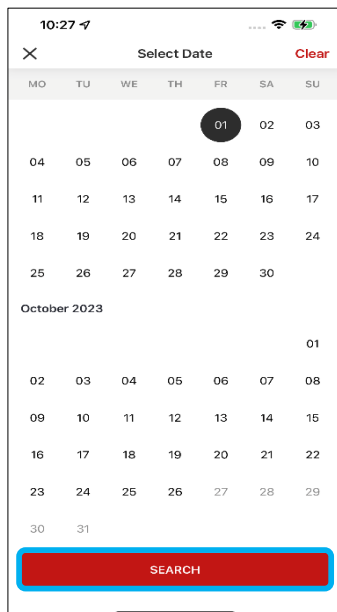 10:27
Select Date Clear
MO TU WE TH FR SA SU
01 02 03
04 05 06 07 08 09 10
11 12 13 14 15 16 17
18 19 20 21 22 23 24
25 26 27 28 29 30
October 2023
01
02 03 04 05 06 07 08
09 10 11 12 13 14 15
16 17 18 19 20 21 22
23 24 25 26 27 28 29
30 31
SEARCH